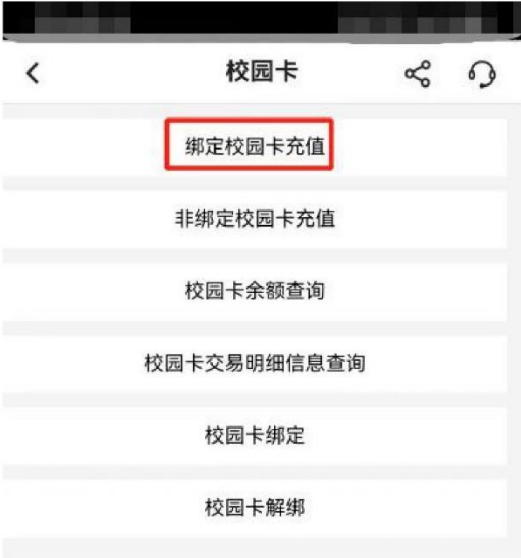 校园卡
绑定校园卡充值
非绑定校园卡充值
校园卡余额查询
校园卡交易明细信息查询
校园卡绑定
校园卡解绑